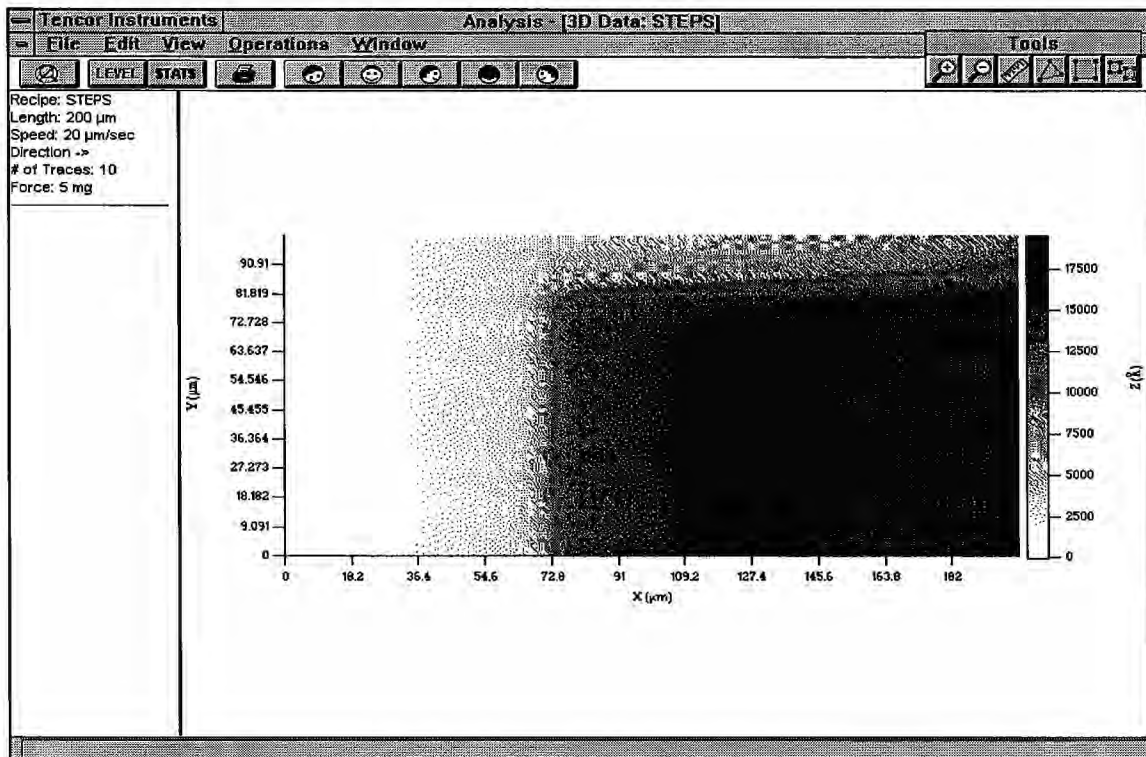 Tencor Instruments
Analysis - [3D Data: STEPS]
File Edit View Operations Window
Tools
LEVEL STATS
Recipe: STEPS
Length: 200 µm
Speed: 20 µm/sec
Direction ->
# of Traces: 10
Force: 5 mg
90.91
81.819
72.728
63.637
54.546
45.455
36.364
27.273
18.182
9.091
0
Y (µm)
0 18.2 36.4 54.6 72.8 91 109.2 127.4 145.6 163.8 182
X (µm)
17500
15000
12500
10000
7500
5000
2500
0
Z (Å)